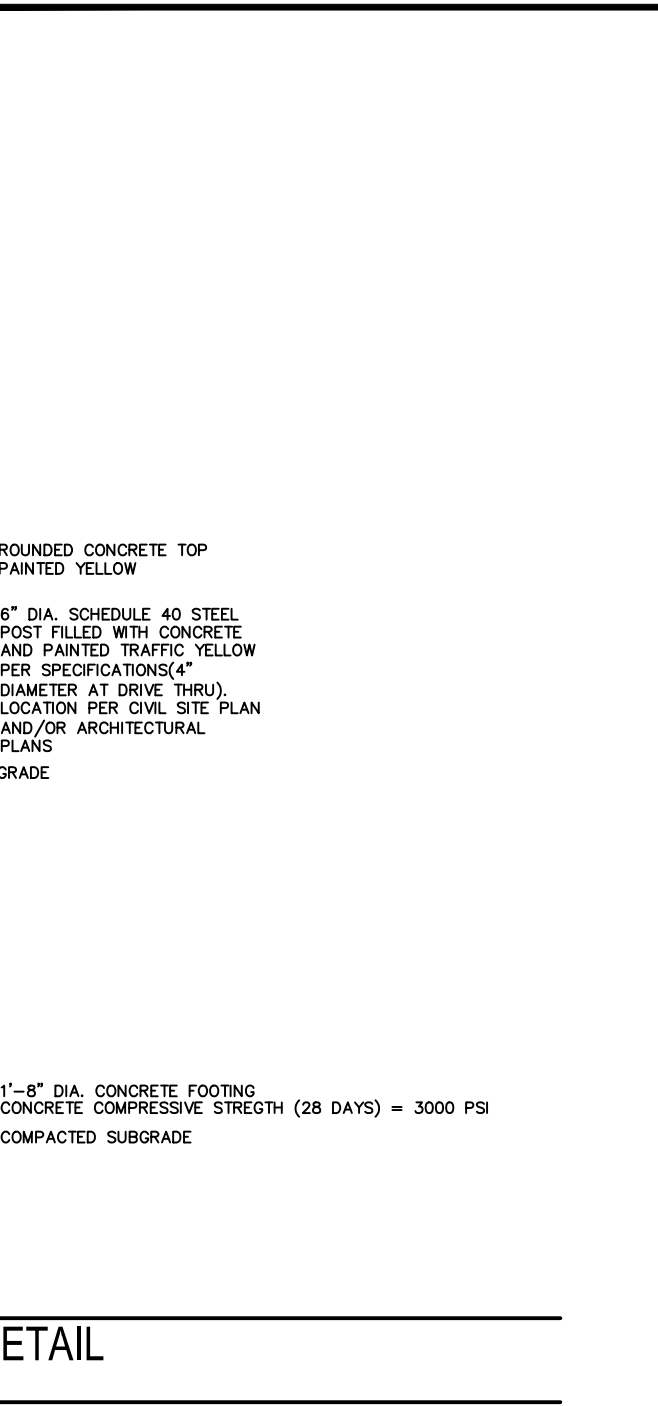 ROUNDED CONCRETE TOP
PAINTED YELLOW
6" DIA. SCHEDULE 40 STEEL
POST FILLED WITH CONCRETE
AND PAINTED TRAFFIC YELLOW
PER SPECIFICATIONS(4"
DIAMETER AT DRIVE THRU).
LOCATION PER CIVIL SITE PLAN
AND/OR ARCHITECTURAL
PLANS
GRADE
1'-8" DIA. CONCRETE FOOTING
CONCRETE COMPRESSIVE STREGTH (28 DAYS) = 3000 PSI
COMPACTED SUBGRADE
ETAIL